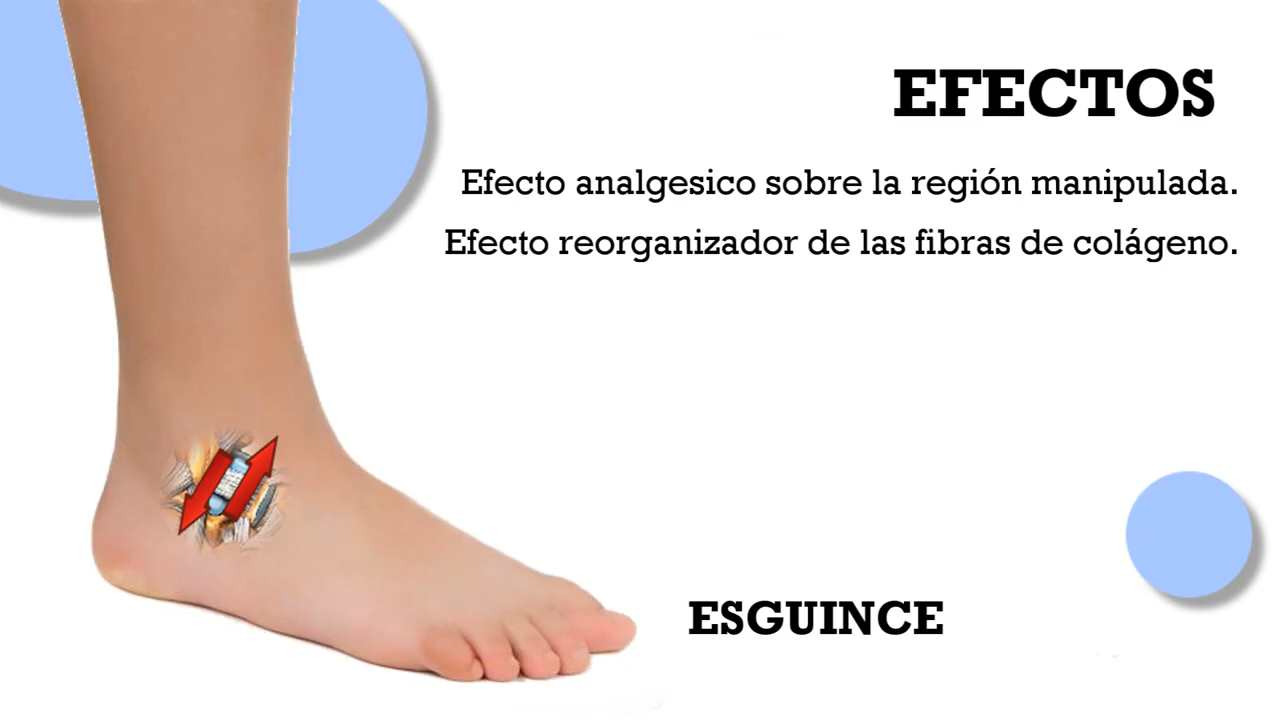 EFECTOS
Efecto analgesico sobre la región manipulada.
Efecto reorganizador de las fibras de colágeno.
ESGUINCE